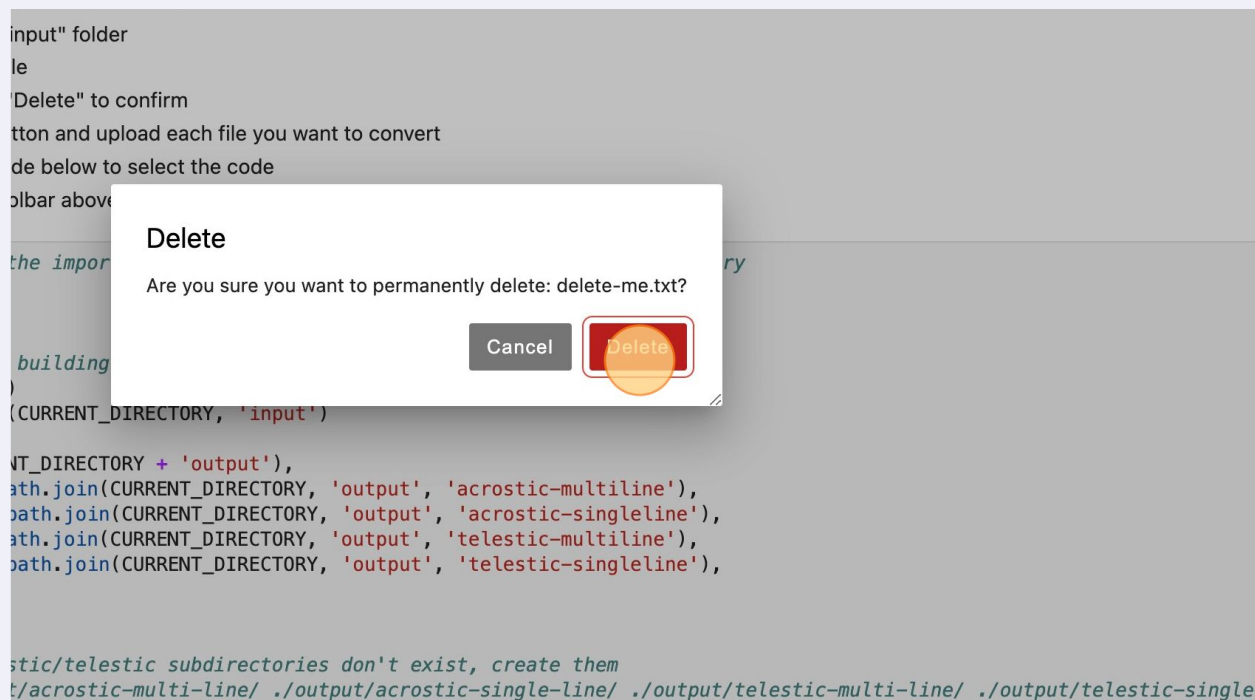 input" folder
le
"Delete" to confirm
tton and upload each file you want to convert
de below to select the code
olbar above
Delete
Are you sure you want to permanently delete: delete-me.txt?
Cancel Delete
the impor ry
building
)
(CURRENT_DIRECTORY, 'input')
NT_DIRECTORY + 'output'),
ath.join(CURRENT_DIRECTORY, 'output', 'acrostic-multiline'),
path.join(CURRENT_DIRECTORY, 'output', 'acrostic-singleline'),
ath.join(CURRENT_DIRECTORY, 'output', 'telestic-multiline'),
path.join(CURRENT_DIRECTORY, 'output', 'telestic-singleline'),
stic/telestic subdirectories don't exist, create them
t/acrostic-multi-line/ ./output/acrostic-single-line/ ./output/telestic-multi-line/ ./output/telestic-single